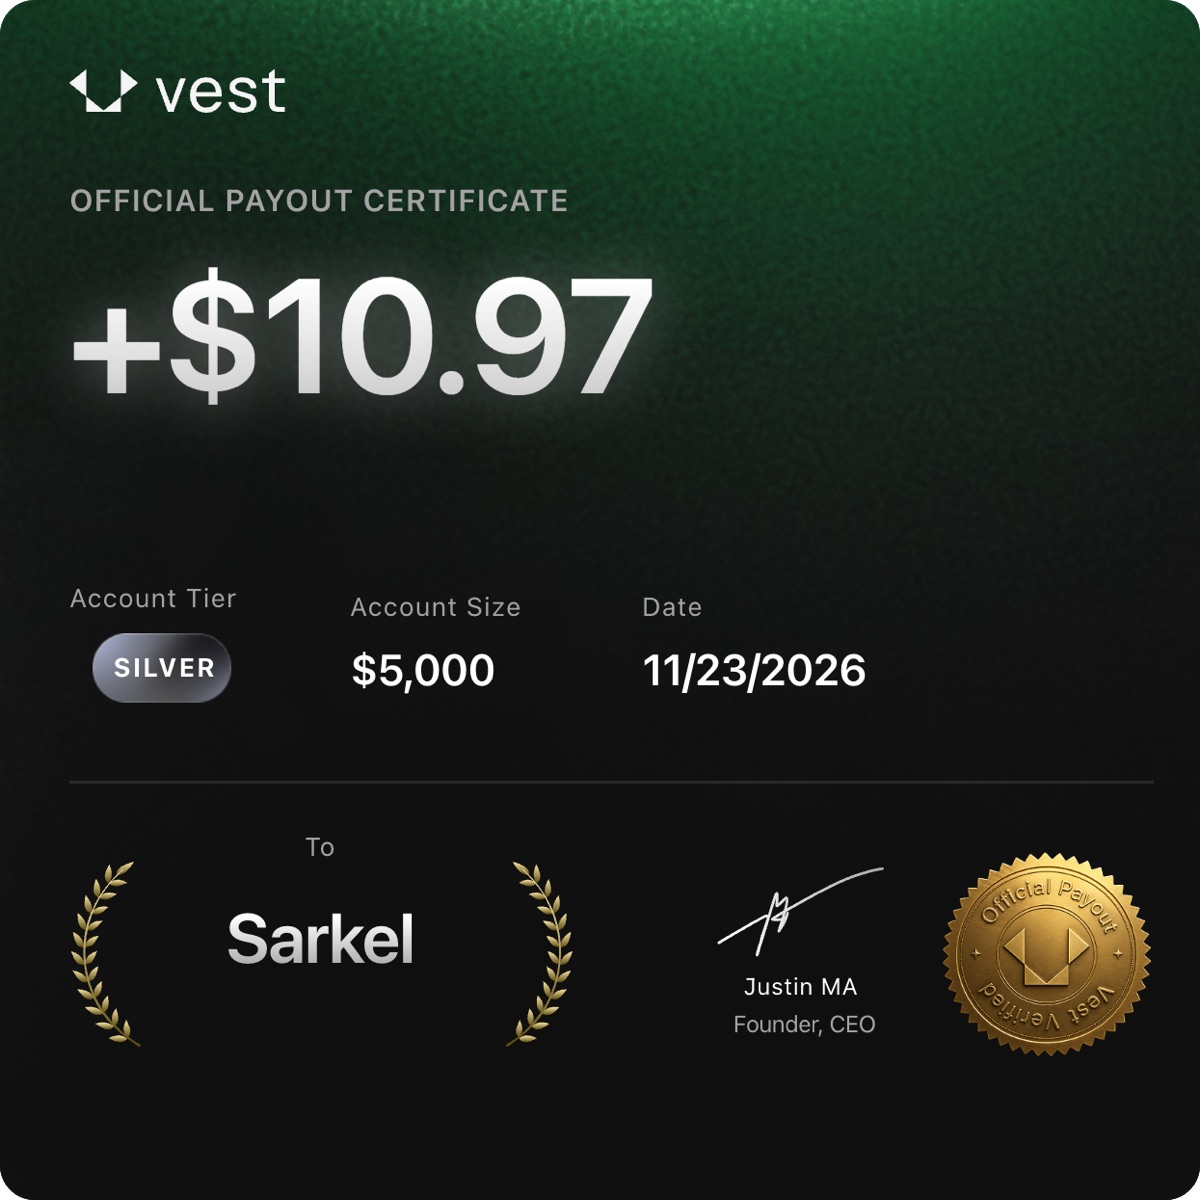 vest
OFFICIAL PAYOUT CERTIFICATE
+$10.97
Account Tier
SILVER
Account Size
$5,000
Date
11/23/2026
To
Sarkel
Justin MA
Founder, CEO
Official Payout
Vest Verified